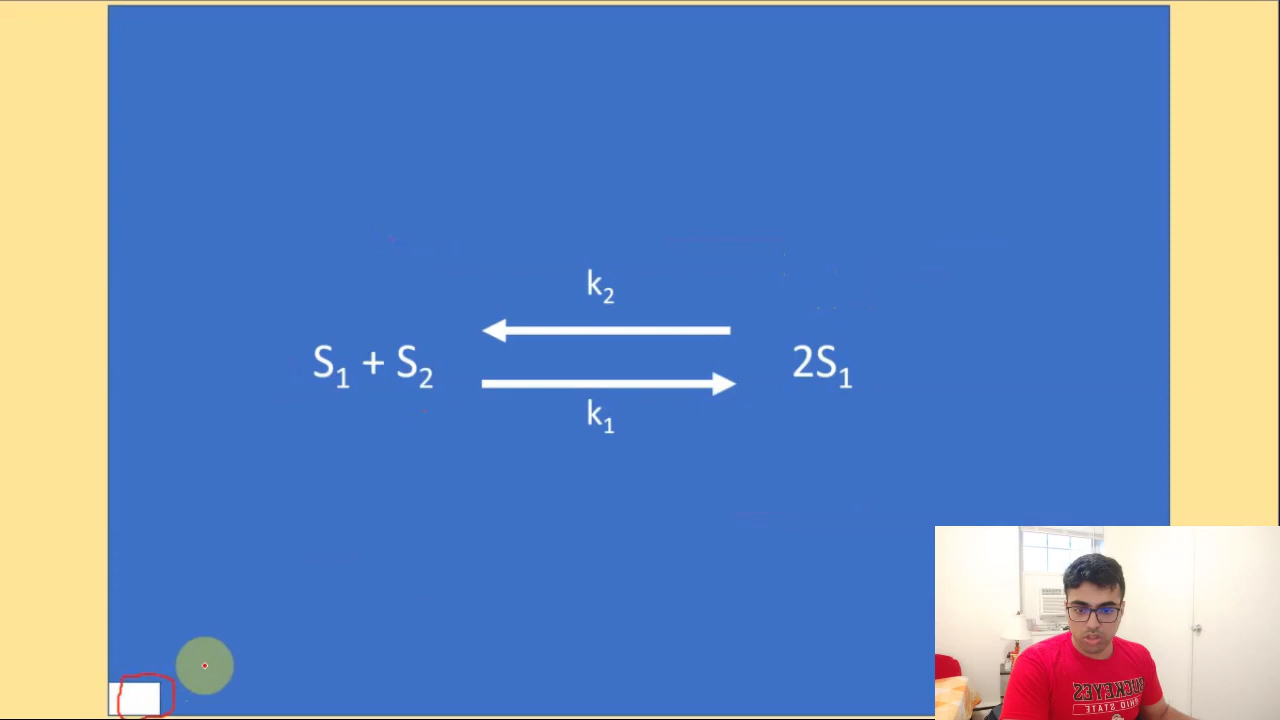 k₂
S₁ + S₂ 2S₁
k₁
BUCKEYES
OHIO STATE